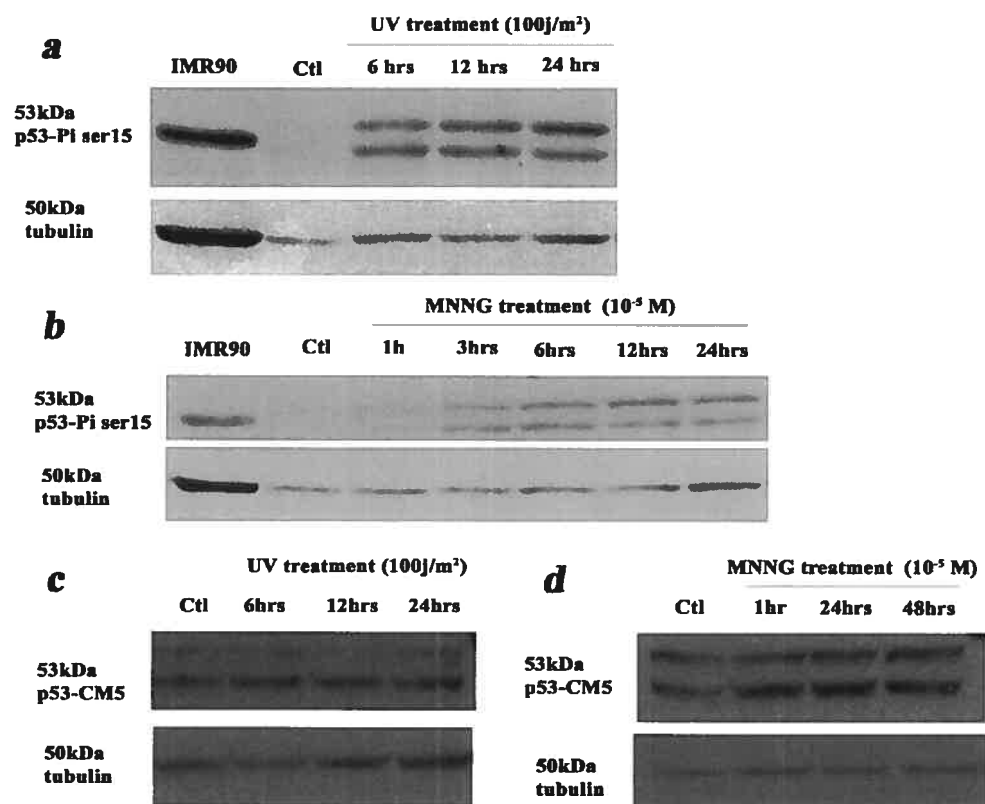 a
UV treatment (100j/m²)
IMR90 Ctl 6 hrs 12 hrs 24 hrs
53kDa
p53-Pi ser15
50kDa
tubulin
b
MNNG treatment (10⁻⁵ M)
IMR90 Ctl 1h 3hrs 6hrs 12hrs 24hrs
53kDa
p53-Pi ser15
50kDa
tubulin
c
UV treatment (100j/m²)
Ctl 6hrs 12hrs 24hrs
53kDa
p53-CM5
50kDa
tubulin
d
MNNG treatment (10⁻⁵ M)
Ctl 1hr 24hrs 48hrs
53kDa
p53-CM5
50kDa
tubulin